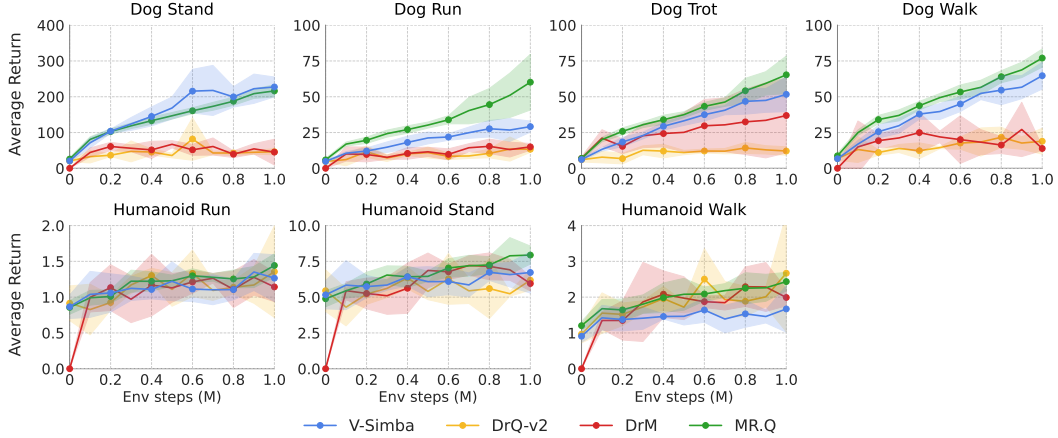 Dog Stand
Dog Run
Dog Trot
Dog Walk
Average Return
400
300
200
100
0
0 0.2 0.4 0.6 0.8 1.0
100
75
50
25
0
0 0.2 0.4 0.6 0.8 1.0
100
75
50
25
0
0 0.2 0.4 0.6 0.8 1.0
100
75
50
25
0
0 0.2 0.4 0.6 0.8 1.0
Humanoid Run
Humanoid Stand
Humanoid Walk
Average Return
2.0
1.5
1.0
0.5
0.0
0 0.2 0.4 0.6 0.8 1.0
Env steps (M)
10.0
7.5
5.0
2.5
0.0
0 0.2 0.4 0.6 0.8 1.0
Env steps (M)
4
3
2
1
0
0 0.2 0.4 0.6 0.8 1.0
Env steps (M)
V-Simba DrQ-v2 DrM MR.Q